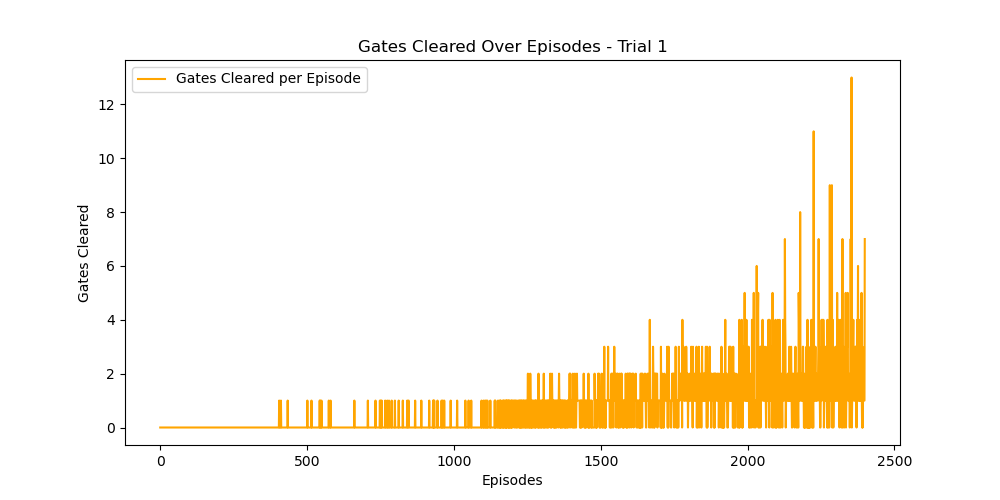 Gates Cleared Over Episodes - Trial 1
Gates Cleared per Episode
Gates Cleared
12
10
8
6
4
2
0
0 500 1000 1500 2000 2500
Episodes